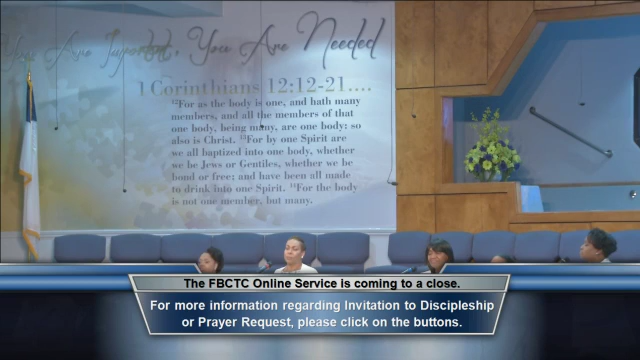 You Are Important, You Are Needed
1 Corinthians 12:12-21....
¹²For as the body is one, and hath many
members, and all the members of that
one body, being many, are one body: so
also is Christ. ¹³For by one Spirit are
we all baptized into one body, whether
we be Jews or Gentiles, whether we be
bond or free; and have been all made
to drink into one Spirit. ¹⁴For the body
is not one member, but many.
The FBCTC Online Service is coming to a close.
For more information regarding Invitation to Discipleship
or Prayer Request, please click on the buttons.